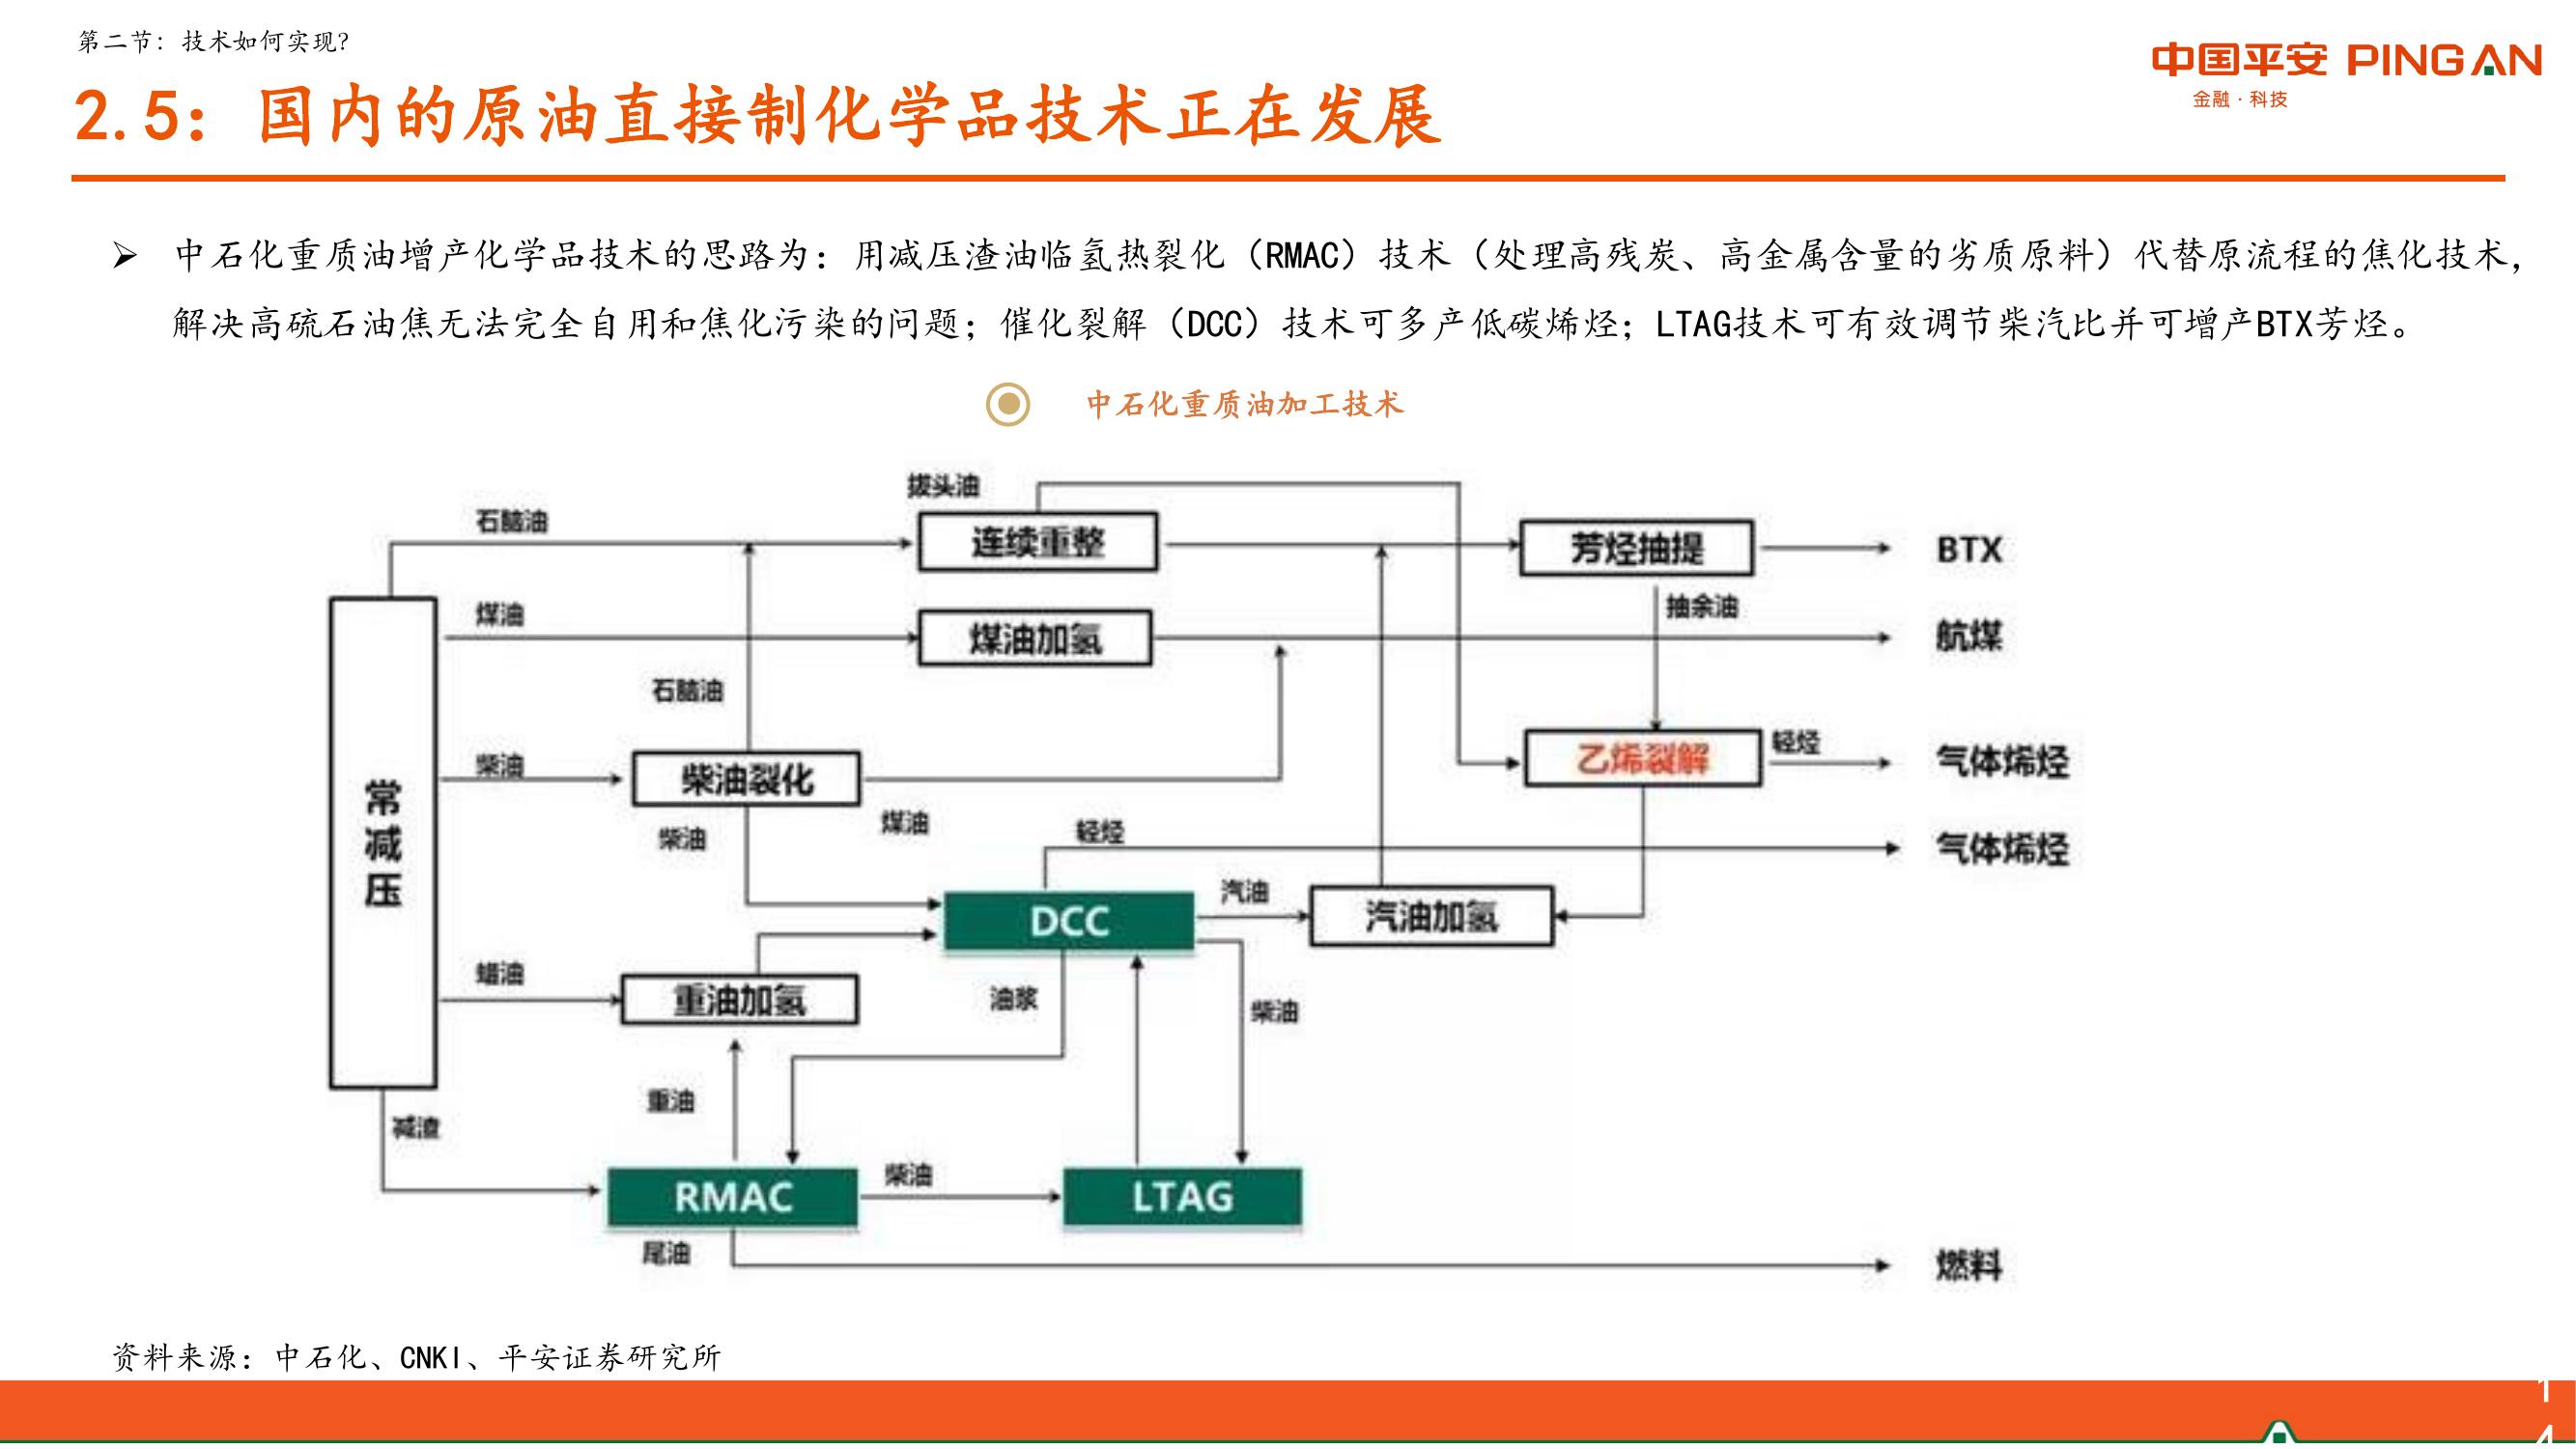 第二节：技术如何实现?
中国平安 PING AN
金融·科技
2.5：国内的原油直接制化学品技术正在发展
中石化重质油增产化学品技术的思路为：用减压渣油临氢热裂化（RMAC）技术（处理高残炭、高金属含量的劣质原料）代替原流程的焦化技术，
解决高硫石油焦无法完全自用和焦化污染的问题；催化裂解（DCC）技术可多产低碳烯烃；LTAG技术可有效调节柴汽比并可增产BTX芳烃。
中石化重质油加工技术
拔头油
石脑油
连续重整
芳烃抽提
BTX
煤油
抽余油
煤油加氢
航煤
石脑油
轻烃
柴油
柴油裂化
乙烯裂解
气体烯烃
常减压
煤油
柴油
轻烃
气体烯烃
汽油
DCC
汽油加氢
蜡油
重油加氢
油浆
柴油
重油
减渣
柴油
RMAC
LTAG
尾油
燃料
资料来源：中石化、CNKI、平安证券研究所
14